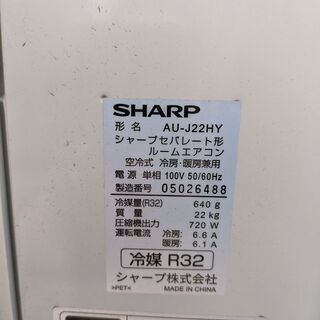 SHARP
形名 AU-J22HY
シャープセパレート形
ルームエアコン
空冷式 冷房・暖房兼用
電源 単相 100V 50/60Hz
製造番号 05026488
冷媒量(R32) 640 g
質量 22 kg
圧縮機出力 720 W
運転電流 冷房: 6.6 A
暖房: 6.1 A
冷媒 R32
シャープ株式会社
>PET< MADE IN CHINA